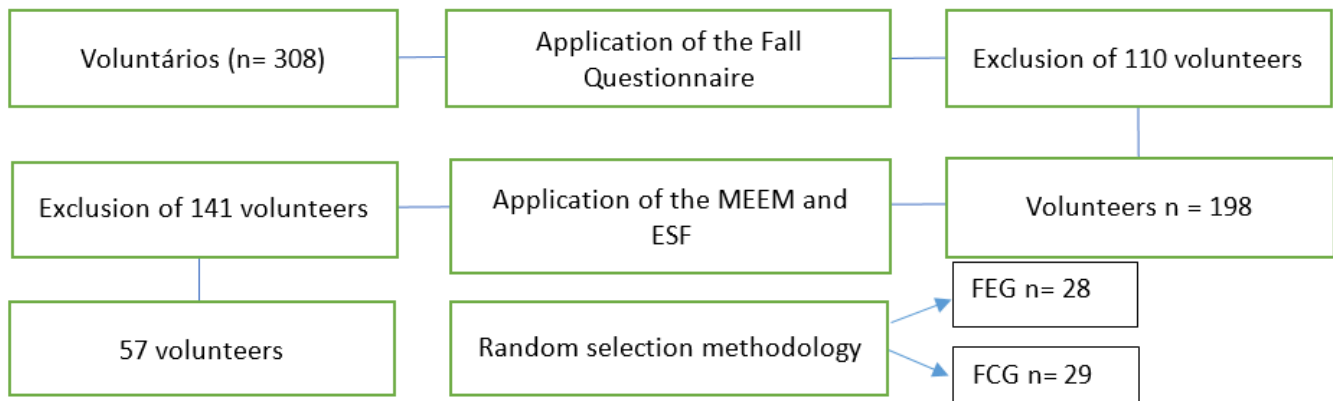 Voluntários (n= 308)
Application of the Fall
Questionnaire
Exclusion of 110 volunteers
Exclusion of 141 volunteers
Application of the MEEM and
ESF
Volunteers n = 198
57 volunteers
Random selection methodology
FEG n= 28
FCG n= 29